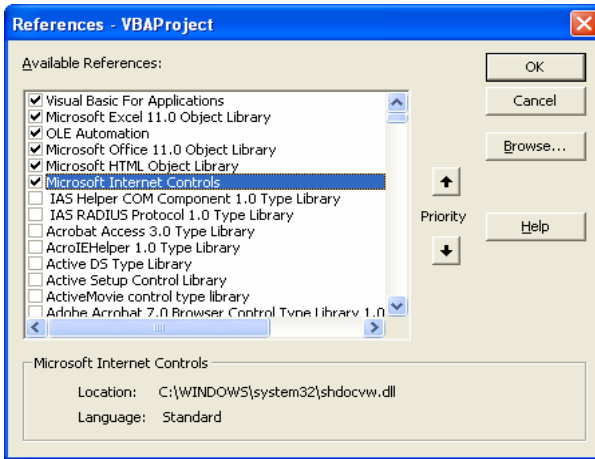 References - VBAProject
Available References:
Visual Basic For Applications
Microsoft Excel 11.0 Object Library
OLE Automation
Microsoft Office 11.0 Object Library
Microsoft HTML Object Library
Microsoft Internet Controls
IAS Helper COM Component 1.0 Type Library
IAS RADIUS Protocol 1.0 Type Library
Acrobat Access 3.0 Type Library
AcroIEHelper 1.0 Type Library
Active DS Type Library
Active Setup Control Library
ActiveMovie control type library
Adobe Acrobat 7.0 Browser Control Type Library 1.0
OK
Cancel
Browse...
Priority
Help
Microsoft Internet Controls
Location: C:\WINDOWS\system32\shdocvw.dll
Language: Standard